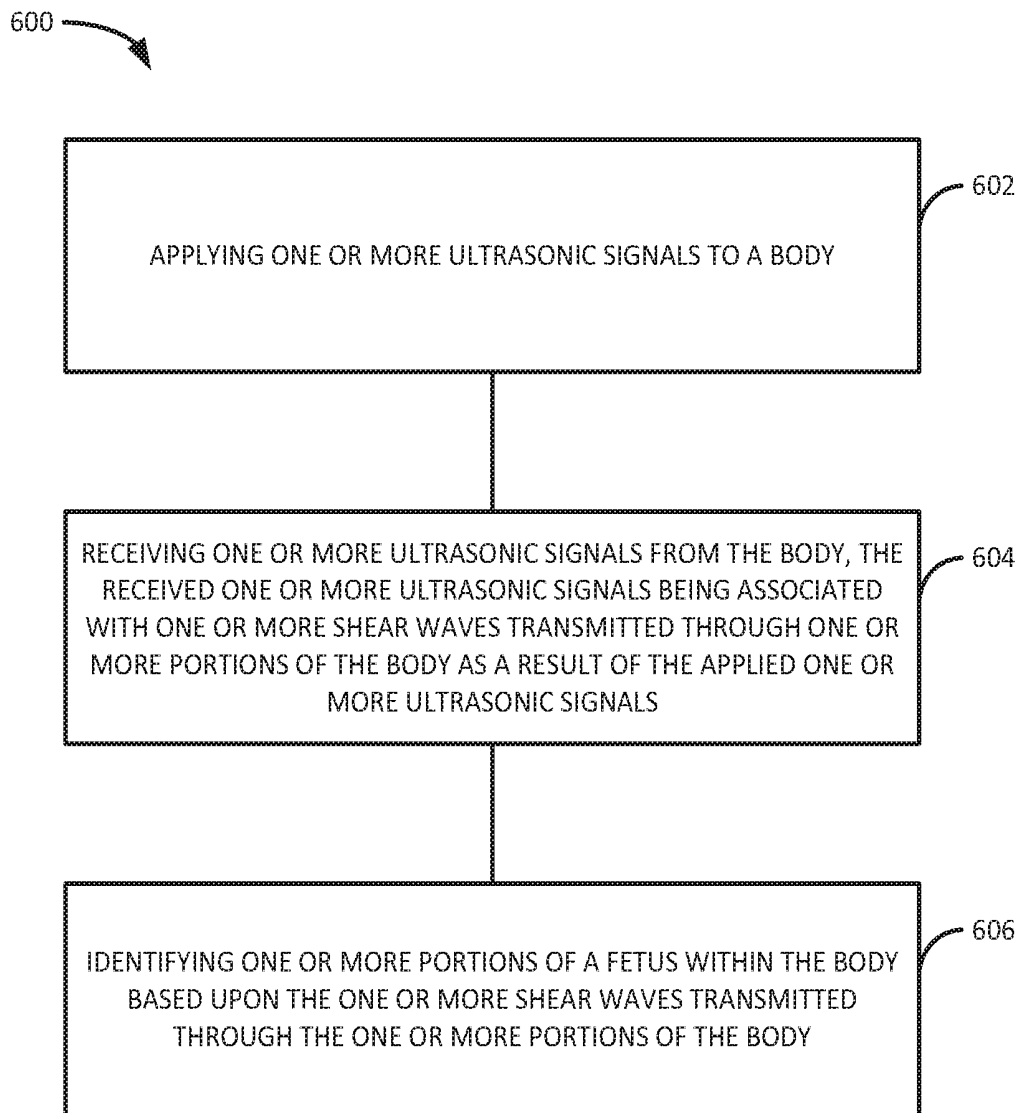 600
602
APPLYING ONE OR MORE ULTRASONIC SIGNALS TO A BODY
RECEIVING ONE OR MORE ULTRASONIC SIGNALS FROM THE BODY, THE
604
RECEIVED ONE OR MORE ULTRASONIC SIGNALS BEING ASSOCIATED
WITH ONE OR MORE SHEAR WAVES TRANSMITTED THROUGH ONE OR
MORE PORTIONS OF THE BODY AS A RESULT OF THE APPLIED ONE OR
MORE ULTRASONIC SIGNALS
606
IDENTIFYING ONE OR MORE PORTIONS OF A FETUS WITHIN THE BODY
BASED UPON THE ONE OR MORE SHEAR WAVES TRANSMITTED
THROUGH THE ONE OR MORE PORTIONS OF THE BODY